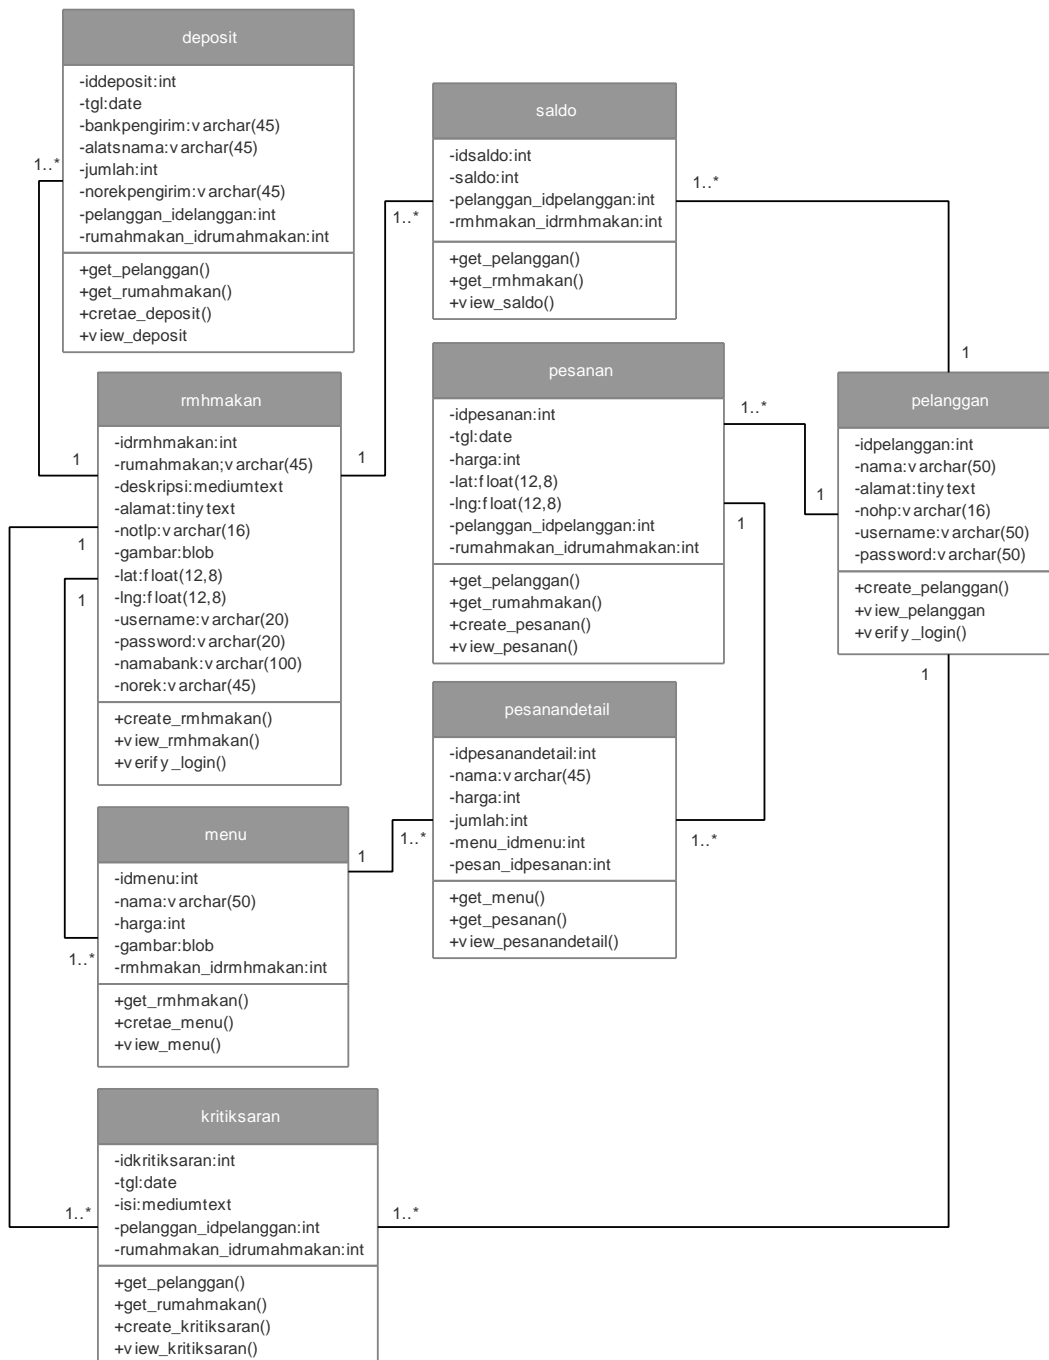 deposit
-iddeposit:int
-tgl:date
-bankpengirim:varchar(45)
-alatsnama:varchar(45)
-jumlah:int
-norekpengirim:varchar(45)
-pelanggan_idelanggan:int
-rumahmakan_idrumahmakan:int
+get_pelanggan()
+get_rumahmakan()
+cretae_deposit()
+view_deposit
1..*
1
saldo
-idsaldo:int
-saldo:int
-pelanggan_idpelanggan:int
-rmhmakan_idrmhmakan:int
+get_pelanggan()
+get_rmhmakan()
+view_saldo()
1..*
1..*
1
1
rmhmakan
-idrmhmakan:int
-rumahmakan;varchar(45)
-deskripsi:mediumtext
-alamat:tinytext
-notlp:varchar(16)
-gambar:blob
-lat:float(12,8)
-lng:float(12,8)
-username:varchar(20)
-password:varchar(20)
-namabank:varchar(100)
-norek:varchar(45)
+create_rmhmakan()
+view_rmhmakan()
+verify_login()
1
1
pesanan
-idpesanan:int
-tgl:date
-harga:int
-lat:float(12,8)
-lng:float(12,8)
-pelanggan_idpelanggan:int
-rumahmakan_idrumahmakan:int
+get_pelanggan()
+get_rumahmakan()
+create_pesanan()
+view_pesanan()
1..*
1
1
pelanggan
-idpelanggan:int
-nama:varchar(50)
-alamat:tinytext
-nohp:varchar(16)
-username:varchar(50)
-password:varchar(50)
+create_pelanggan()
+view_pelanggan
+verify_login()
1
pesanandetail
-idpesanandetail:int
-nama:varchar(45)
-harga:int
-jumlah:int
-menu_idmenu:int
-pesan_idpesanan:int
+get_menu()
+get_pesanan()
+view_pesanandetail()
1..*
1..*
menu
-idmenu:int
-nama:varchar(50)
-harga:int
-gambar:blob
-rmhmakan_idrmhmakan:int
+get_rmhmakan()
+cretae_menu()
+view_menu()
1
1..*
kritiksaran
-idkritiksaran:int
-tgl:date
-isi:mediumtext
-pelanggan_idpelanggan:int
-rumahmakan_idrumahmakan:int
+get_pelanggan()
+get_rumahmakan()
+create_kritiksaran()
+view_kritiksaran()
1..*
1..*